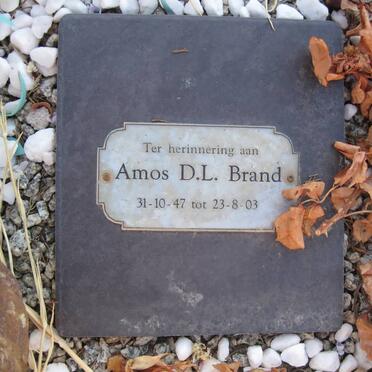 Ter herinnering aan
Amos D.L. Brand
31-10-47 tot 23-8-03